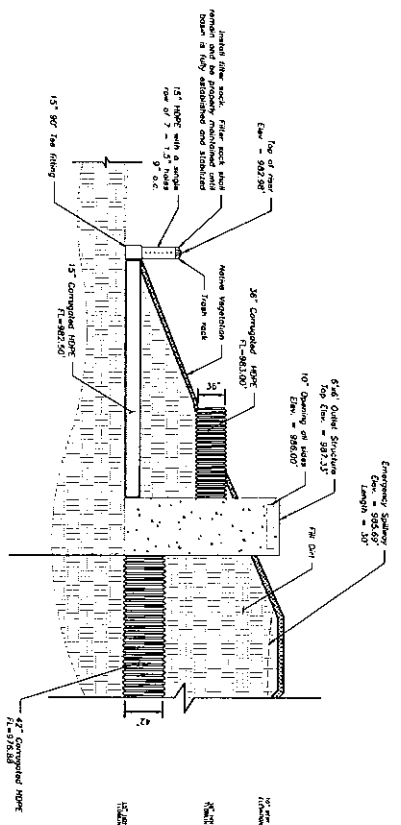 Install filter sock. Filter sock shall
remain and be properly maintained until
basin is fully established and stabilized
Top of riser
Elev = 982.98'
15" HDPE with a single
row of 7 - 1.5" holes
9" o.c.
15" 90° Tee fitting
Trash rack
Native Vegetation
15" Corrugated HDPE
FL=982.50'
36" Corrugated HDPE
FL=983.00'
36"
6'x6' Outlet Structure
Top Elev. = 987.33'
10" Opening all sides
Elev. = 986.00'
Emergency Spillway
Elev. = 985.69'
Length = 30'
Fill Dirt
42"
42" Corrugated HDPE
FL=976.88